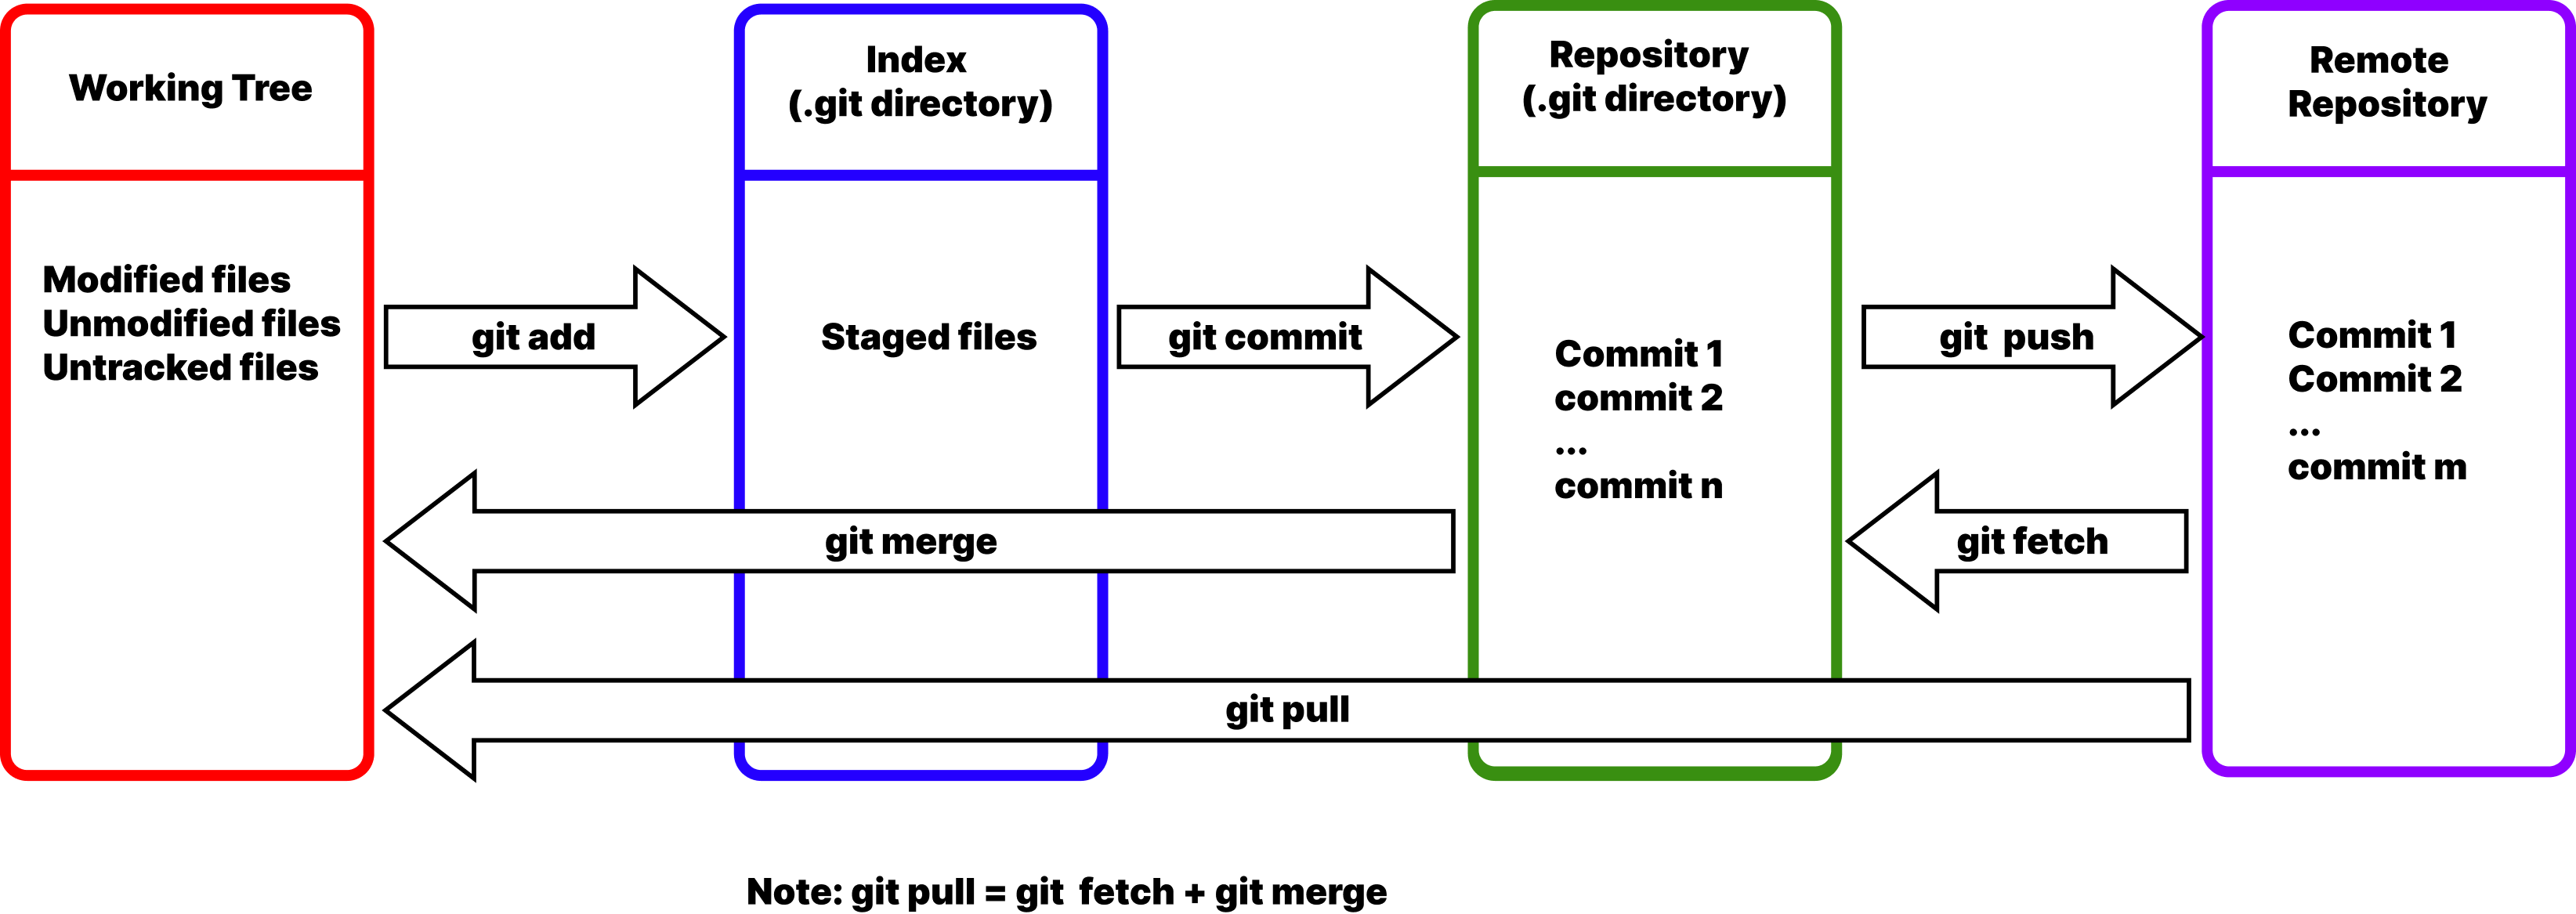 Working Tree
Modified files
Unmodified files
Untracked files
git add
Index
(.git directory)
Staged files
git commit
Repository
(.git directory)
Commit 1
commit 2
...
commit n
git  push
Remote
Repository
Commit 1
Commit 2
...
commit m
git merge
git fetch
git pull
Note: git pull = git  fetch + git merge